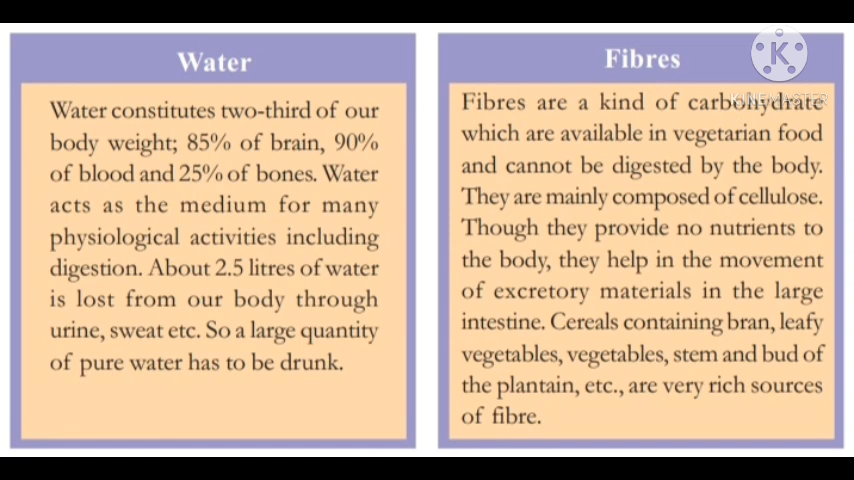 Water
Water constitutes two-third of our
body weight; 85% of brain, 90%
of blood and 25% of bones. Water
acts as the medium for many
physiological activities including
digestion. About 2.5 litres of water
is lost from our body through
urine, sweat etc. So a large quantity
of pure water has to be drunk.
Fibres
Fibres are a kind of carbohydrate
which are available in vegetarian food
and cannot be digested by the body.
They are mainly composed of cellulose.
Though they provide no nutrients to
the body, they help in the movement
of excretory materials in the large
intestine. Cereals containing bran, leafy
vegetables, vegetables, stem and bud of
the plantain, etc., are very rich sources
of fibre.
K
KINEMASTER